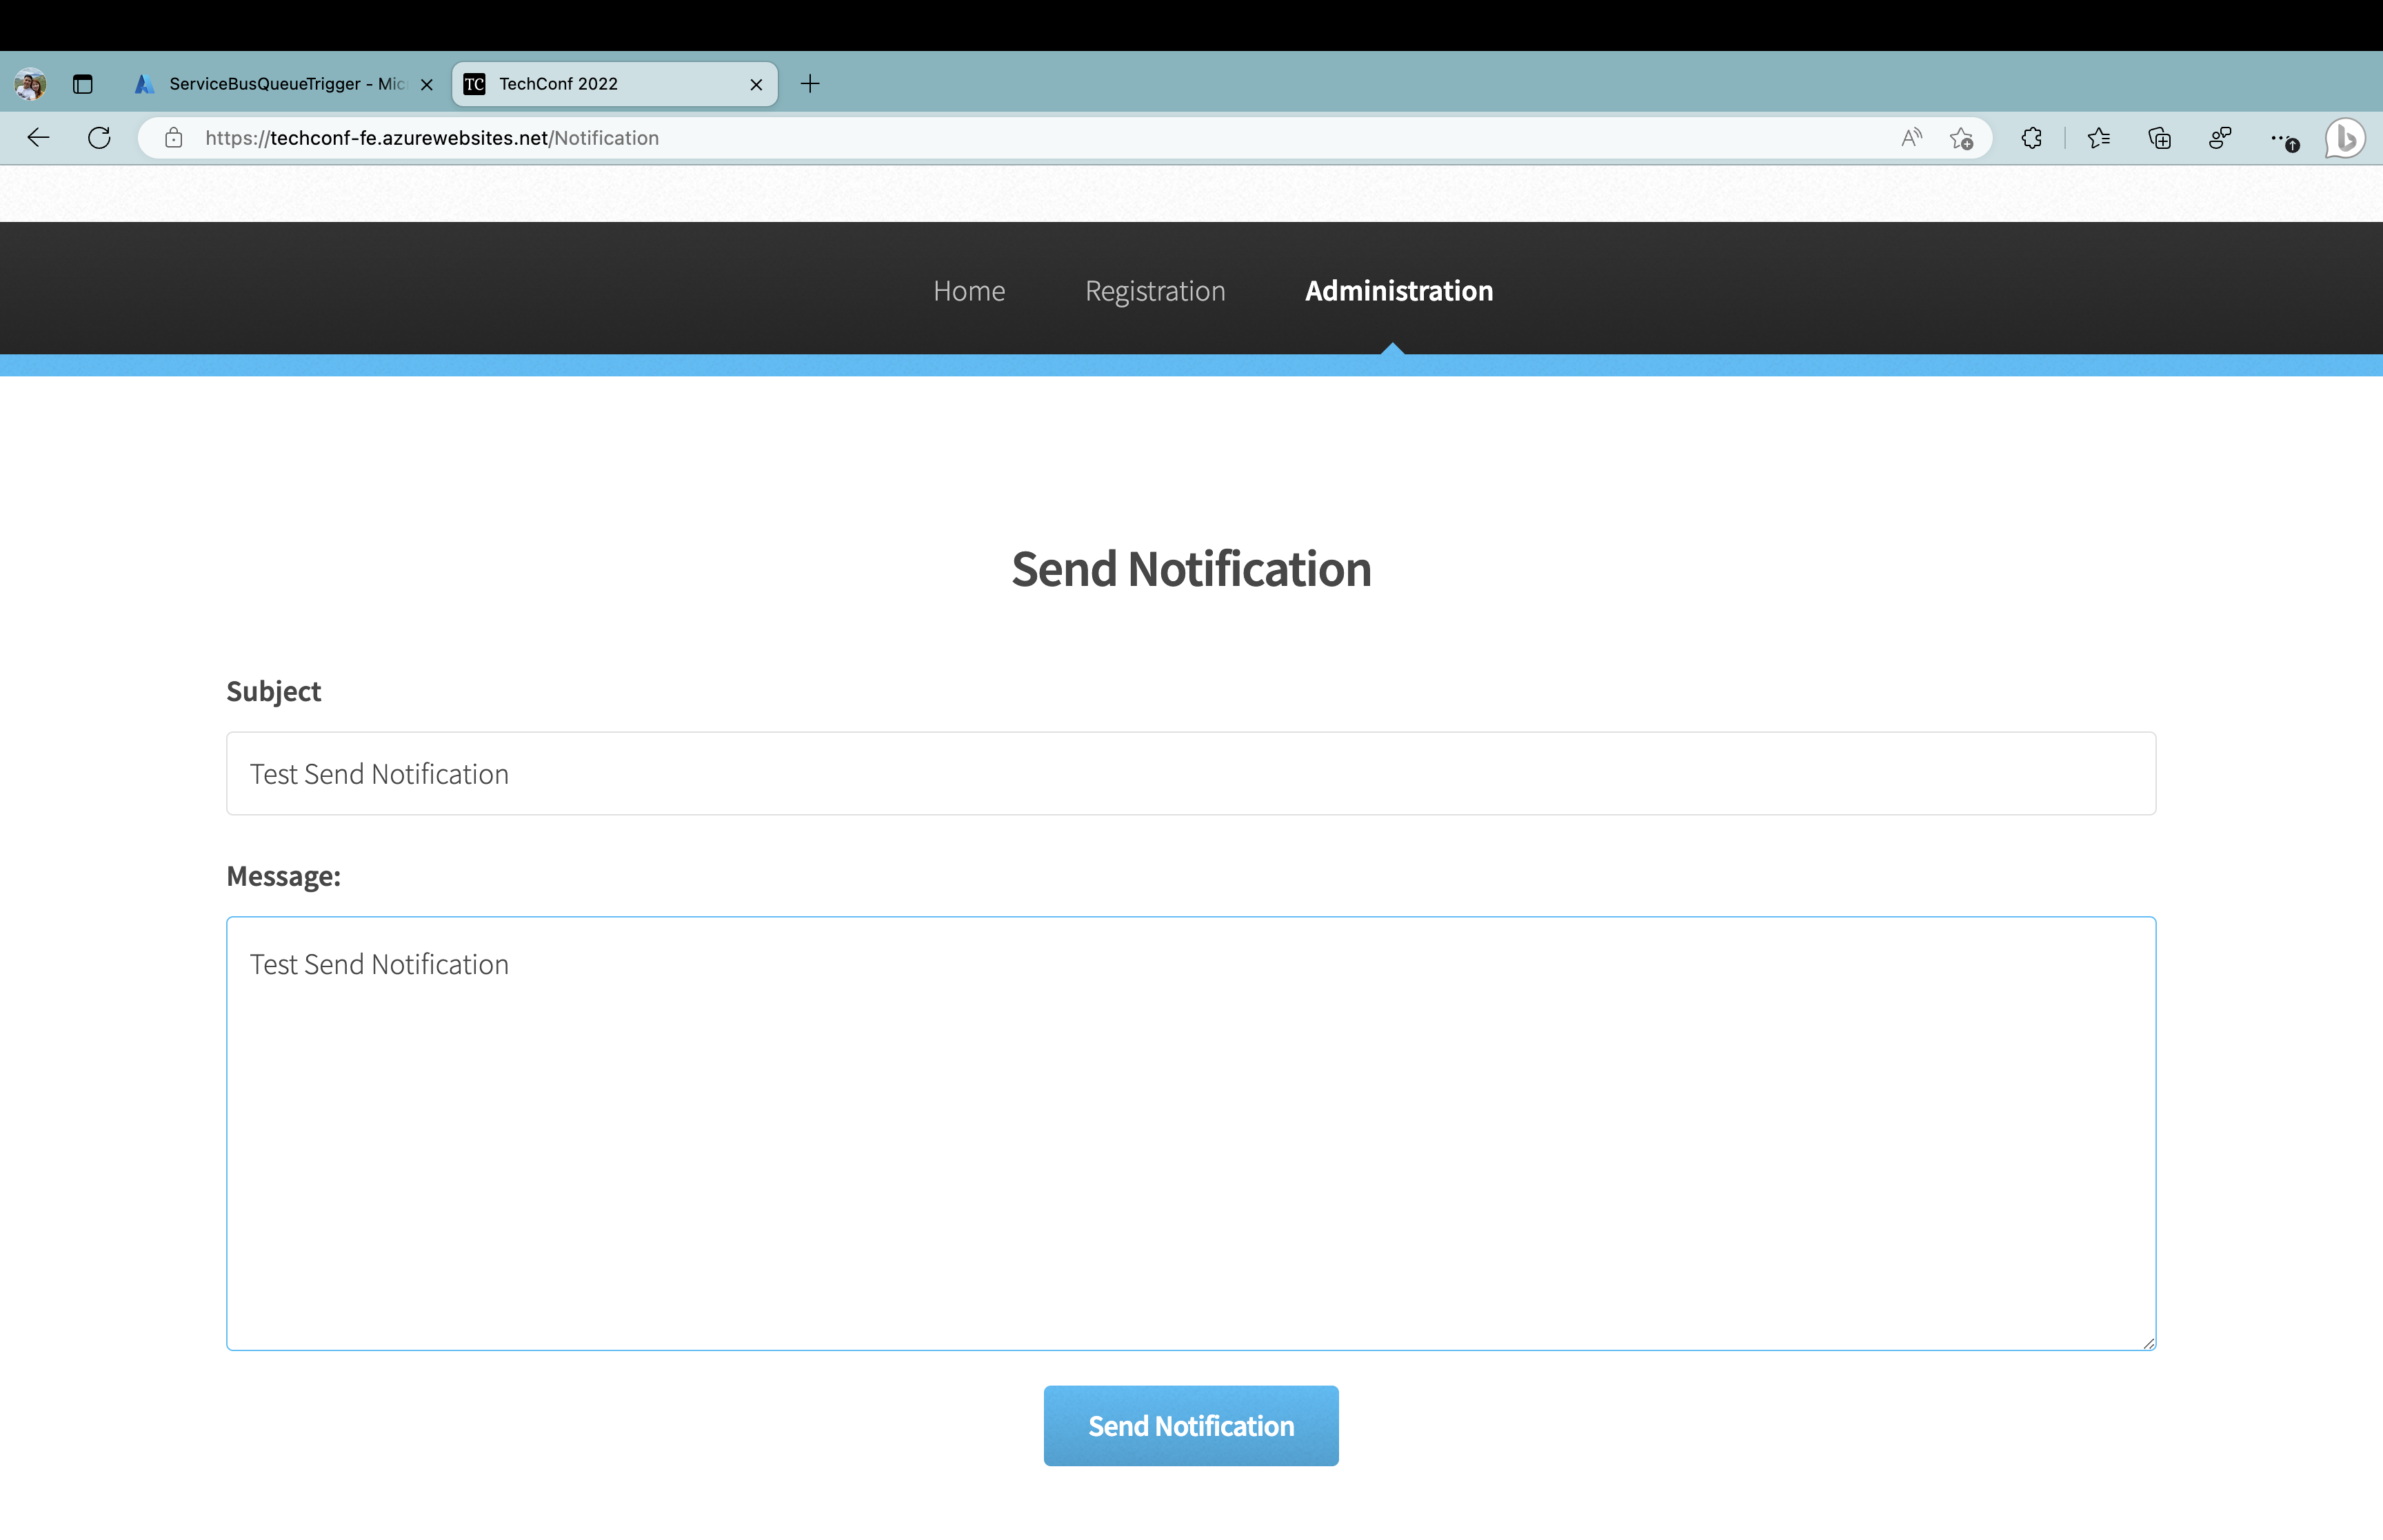 ServiceBusQueueTrigger - Mic
TC TechConf 2022
https://techconf-fe.azurewebsites.net/Notification
Home Registration Administration
Send Notification
Subject
Test Send Notification
Message:
Test Send Notification
Send Notification